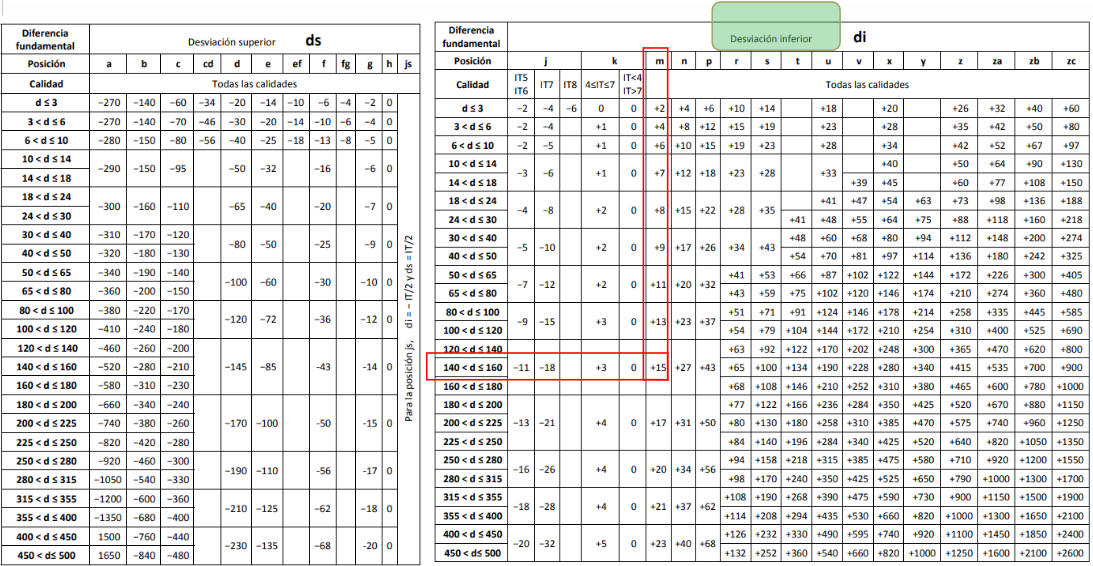 Diferencia fundamental Desviación superior ds
Posición a b c cd d e ef f fg g h js
Calidad Todas las calidades
d ≤ 3 −270 −140 −60 −34 −20 −14 −10 −6 −4 −2 0
3 < d ≤ 6 −270 −140 −70 −46 −30 −20 −14 −10 −6 −4 0
6 < d ≤ 10 −280 −150 −80 −56 −40 −25 −18 −13 −8 −5 0
10 < d ≤ 14 −290 −150 −95 −50 −32 −16 −6 0
14 < d ≤ 18
18 < d ≤ 24 −300 −160 −110 −65 −40 −20 −7 0
24 < d ≤ 30
30 < d ≤ 40 −310 −170 −120 −80 −50 −25 −9 0
40 < d ≤ 50 −320 −180 −130
50 < d ≤ 65 −340 −190 −140 −100 −60 −30 −10 0
65 < d ≤ 80 −360 −200 −150
80 < d ≤ 100 −380 −220 −170 −120 −72 −36 −12 0
100 < d ≤ 120 −410 −240 −180
120 < d ≤ 140 −460 −260 −200
140 < d ≤ 160 −520 −280 −210 −145 −85 −43 −14 0
160 < d ≤ 180 −580 −310 −230
180 < d ≤ 200 −660 −340 −240
200 < d ≤ 225 −740 −380 −260 −170 −100 −50 −15 0
225 < d ≤ 250 −820 −420 −280
250 < d ≤ 280 −920 −460 −300 −190 −110 −56 −17 0
280 < d ≤ 315 −1050 −540 −330
315 < d ≤ 355 −1200 −600 −360 −210 −125 −62 −18 0
355 < d ≤ 400 −1350 −680 −400
400 < d ≤ 450 1500 −760 −440 −230 −135 −68 −20 0
450 < d≤ 500 1650 −840 −480
Para la posición js, di = − IT/2 y ds = IT/2
Diferencia fundamental Desviación inferior di
Posición j k m n p r s t u v x y z za zb zc
Calidad IT5 IT6 IT7 IT8 4≤IT≤7 IT<4 IT>7 Todas las calidades
d ≤ 3 −2 −4 −6 0 0 +2 +4 +6 +10 +14 +18 +20 +26 +32 +40 +60
3 < d ≤ 6 −2 −4 +1 0 +4 +8 +12 +15 +19 +23 +28 +35 +42 +50 +80
6 < d ≤ 10 −2 −5 +1 0 +6 +10 +15 +19 +23 +28 +34 +42 +52 +67 +97
10 < d ≤ 14 −3 −6 +1 0 +7 +12 +18 +23 +28 +33 +40 +50 +64 +90 +130
14 < d ≤ 18 +39 +45 +60 +77 +108 +150
18 < d ≤ 24 −4 −8 +2 0 +8 +15 +22 +28 +35 +41 +47 +54 +63 +73 +98 +136 +188
24 < d ≤ 30 +41 +48 +55 +64 +75 +88 +118 +160 +218
30 < d ≤ 40 −5 −10 +2 0 +9 +17 +26 +34 +43 +48 +60 +68 +80 +94 +112 +148 +200 +274
40 < d ≤ 50 +54 +70 +81 +97 +114 +136 +180 +242 +325
50 < d ≤ 65 −7 −12 +2 0 +11 +20 +32 +41 +53 +66 +87 +102 +122 +144 +172 +226 +300 +405
65 < d ≤ 80 +43 +59 +75 +102 +120 +146 +174 +210 +274 +360 +480
80 < d ≤ 100 −9 −15 +3 0 +13 +23 +37 +51 +71 +91 +124 +146 +178 +214 +258 +335 +445 +585
100 < d ≤ 120 +54 +79 +104 +144 +172 +210 +254 +310 +400 +525 +690
120 < d ≤ 140 +63 +92 +122 +170 +202 +248 +300 +365 +470 +620 +800
140 < d ≤ 160 −11 −18 +3 0 +15 +27 +43 +65 +100 +134 +190 +228 +280 +340 +415 +535 +700 +900
160 < d ≤ 180 +68 +108 +146 +210 +252 +310 +380 +465 +600 +780 +1000
180 < d ≤ 200 +77 +122 +166 +236 +284 +350 +425 +520 +670 +880 +1150
200 < d ≤ 225 −13 −21 +4 0 +17 +31 +50 +80 +130 +180 +258 +310 +385 +470 +575 +740 +960 +1250
225 < d ≤ 250 +84 +140 +196 +284 +340 +425 +520 +640 +820 +1050 +1350
250 < d ≤ 280 −16 −26 +4 0 +20 +34 +56 +94 +158 +218 +315 +385 +475 +580 +710 +920 +1200 +1550
280 < d ≤ 315 +98 +170 +240 +350 +425 +525 +650 +790 +1000 +1300 +1700
315 < d ≤ 355 −18 −28 +4 0 +21 +37 +62 +108 +190 +268 +390 +475 +590 +730 +900 +1150 +1500 +1900
355 < d ≤ 400 +114 +208 +294 +435 +530 +660 +820 +1000 +1300 +1650 +2100
400 < d ≤ 450 −20 −32 +5 0 +23 +40 +68 +126 +232 +330 +490 +595 +740 +920 +1100 +1450 +1850 +2400
450 < d≤ 500 +132 +252 +360 +540 +660 +820 +1000 +1250 +1600 +2100 +2600